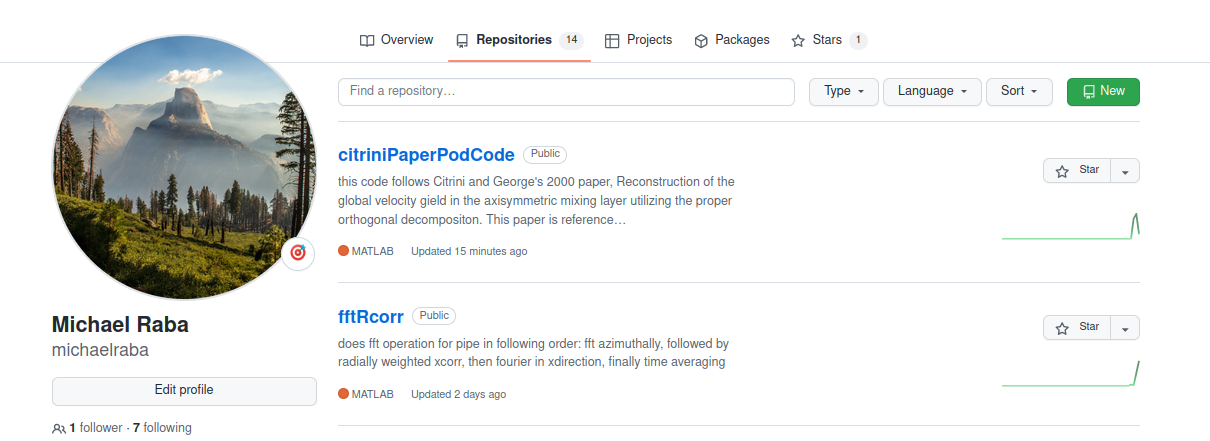 Overview
Repositories 14
Projects
Packages
Stars 1
Find a repository…
Type
Language
Sort
New
citriniPaperPodCode Public
Star
this code follows Citrini and George's 2000 paper, Reconstruction of the
global velocity gield in the axisymmetric mixing layer utilizing the proper
orthogonal decompositon. This paper is reference…
MATLAB Updated 15 minutes ago
fftRcorr Public
Star
does fft operation for pipe in following order: fft azimuthally, followed by
radially weighted xcorr, then fourier in xdirection, finally time averaging
MATLAB Updated 2 days ago
Michael Raba
michaelraba
Edit profile
1 follower · 7 following